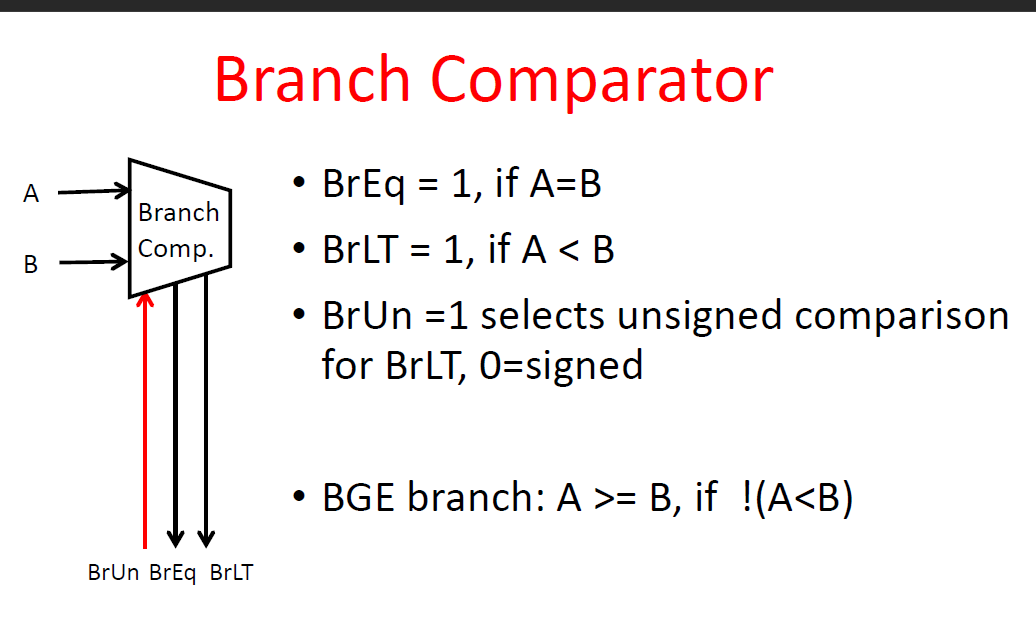 Branch Comparator
A
B
Branch
Comp.
• BrEq = 1, if A=B
• BrLT = 1, if A < B
• BrUn =1 selects unsigned comparison
for BrLT, 0=signed
• BGE branch: A >= B, if !(A<B)
BrUn BrEq BrLT